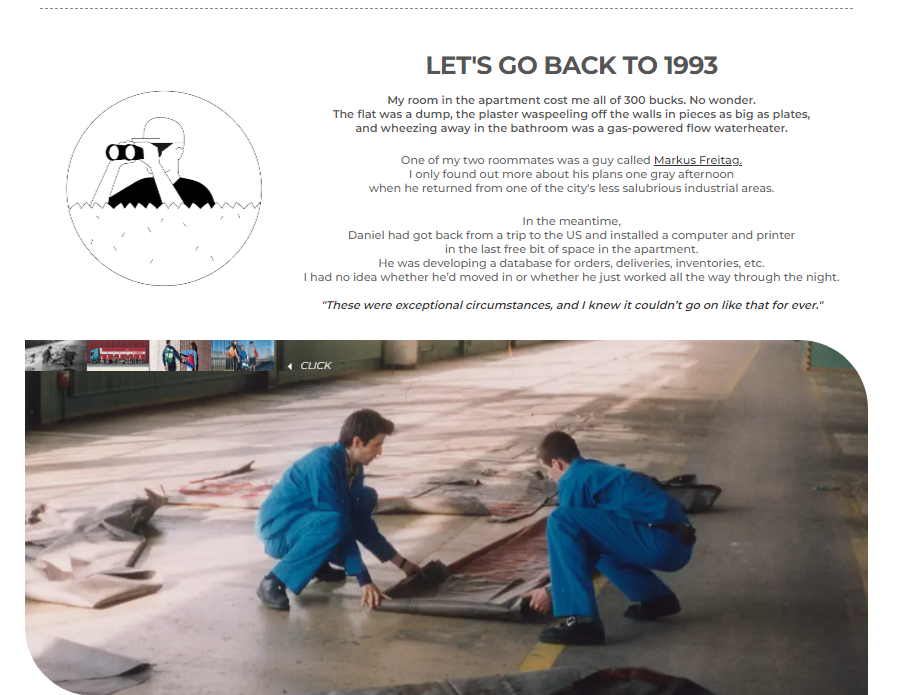 LET'S GO BACK TO 1993
My room in the apartment cost me all of 300 bucks. No wonder.
The flat was a dump, the plaster waspeeling off the walls in pieces as big as plates,
and wheezing away in the bathroom was a gas-powered flow waterheater.
One of my two roommates was a guy called Markus Freitag.
I only found out more about his plans one gray afternoon
when he returned from one of the city's less salubrious industrial areas.
In the meantime,
Daniel had got back from a trip to the US and installed a computer and printer
in the last free bit of space in the apartment.
He was developing a database for orders, deliveries, inventories, etc.
I had no idea whether he’d moved in or whether he just worked all the way through the night.
"These were exceptional circumstances, and I knew it couldn’t go on like that for ever."
CLICK